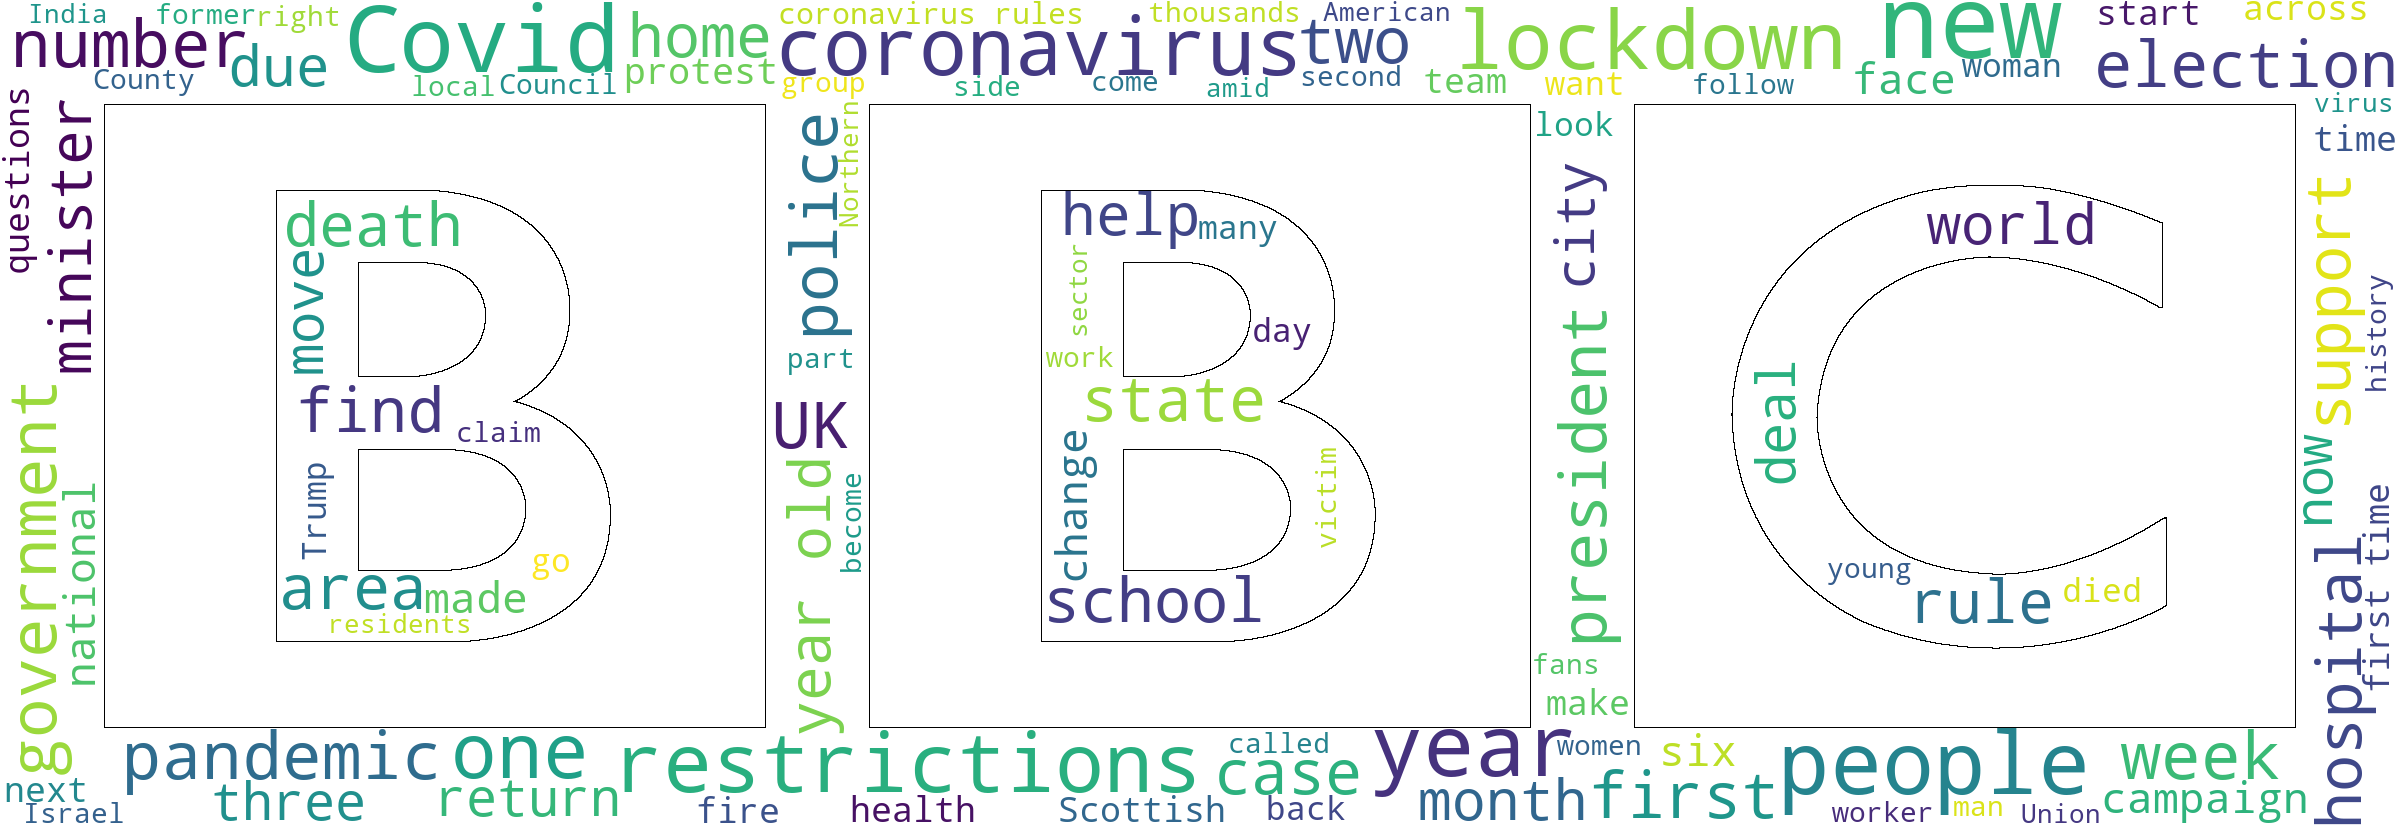 India former right Covid coronavirus rules thousands American lockdown new start across
number due home coronavirus two election
County local Council protest group side come amid second team want follow face woman
questions minister police Northern look city virus time
support history
government national part UK year old become president now first time hospital
fans make
B B C
death help many world
move sector day
find claim work state deal
Trump change victim
go young
area made school rule died
residents
pandemic one restrictions called case year women six people week
next three return month first campaign
Israel fire health Scottish back worker man Union